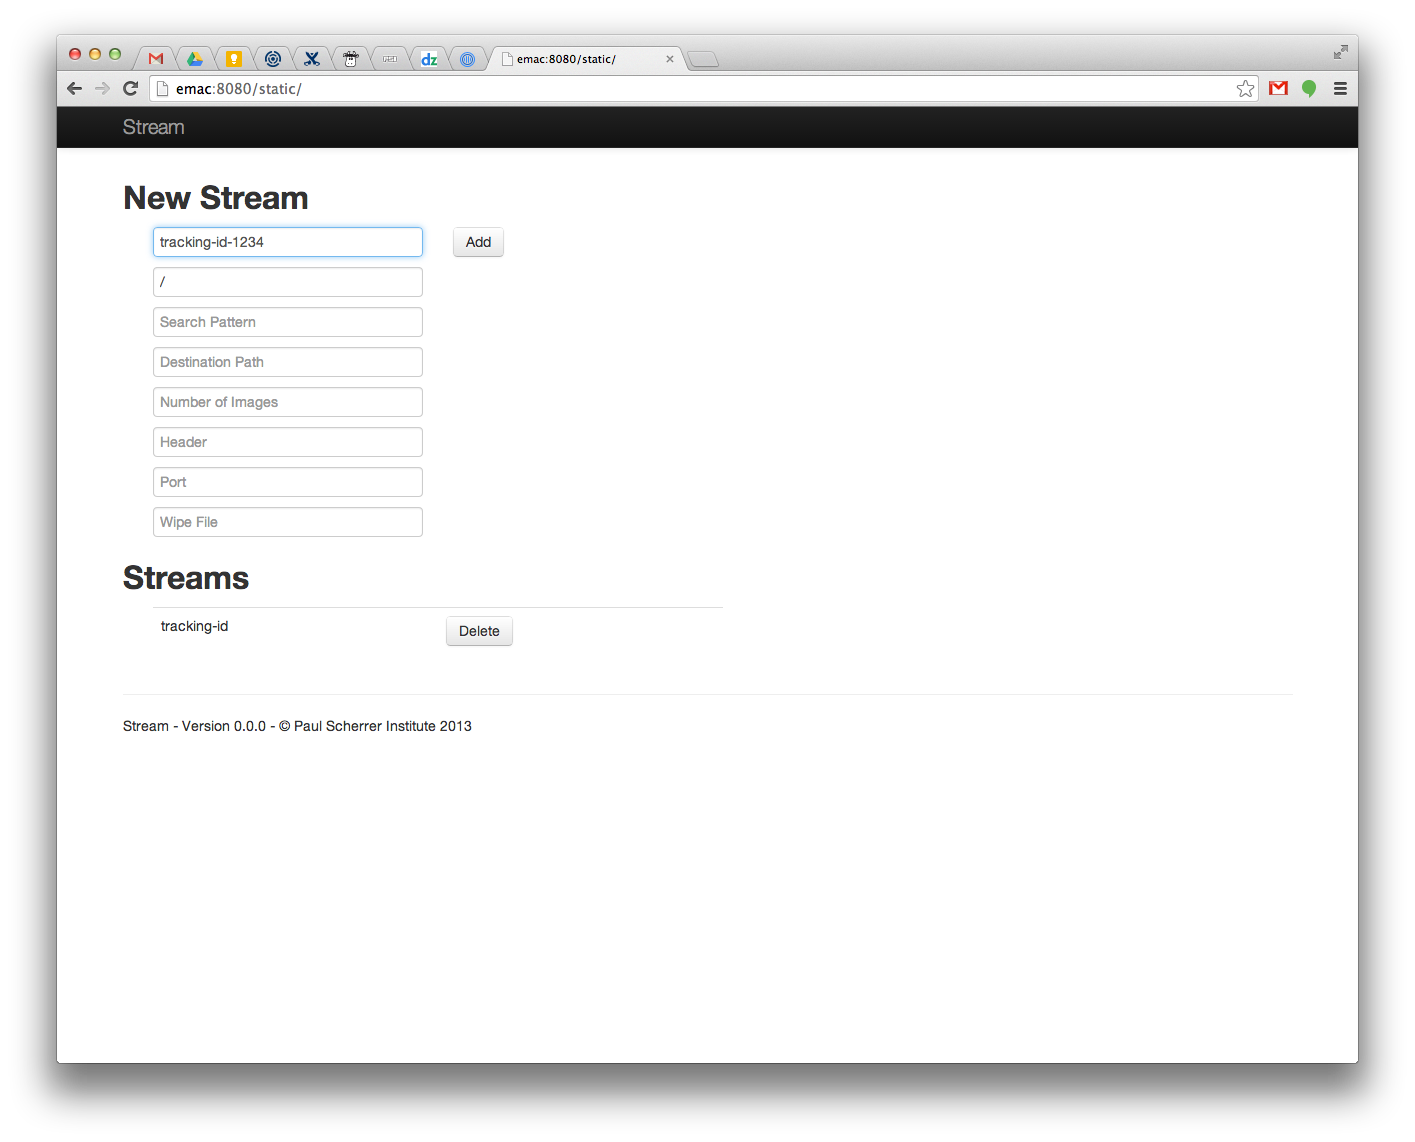 emac:8080/static/
emac:8080/static/
Stream
New Stream
tracking-id-1234
Add
/
Search Pattern
Destination Path
Number of Images
Header
Port
Wipe File
Streams
tracking-id
Delete
Stream - Version 0.0.0 - © Paul Scherrer Institute 2013
dz